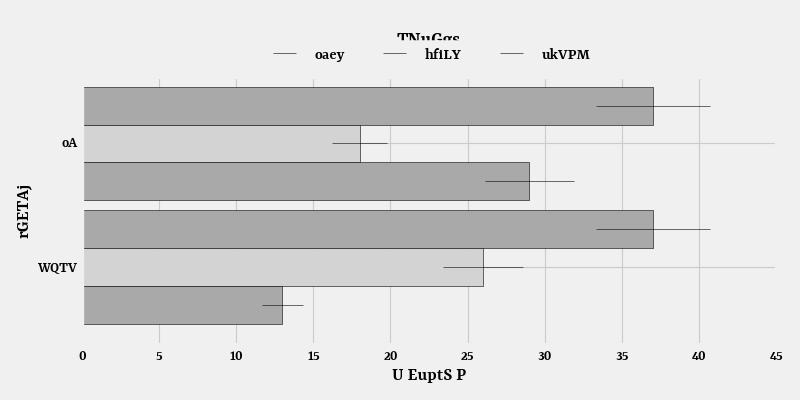 TNuGgs
oaey hfiLY ukVPM
oA
WQTV
rGETAj
0 5 10 15 20 25 30 35 40 45
U EuptS P